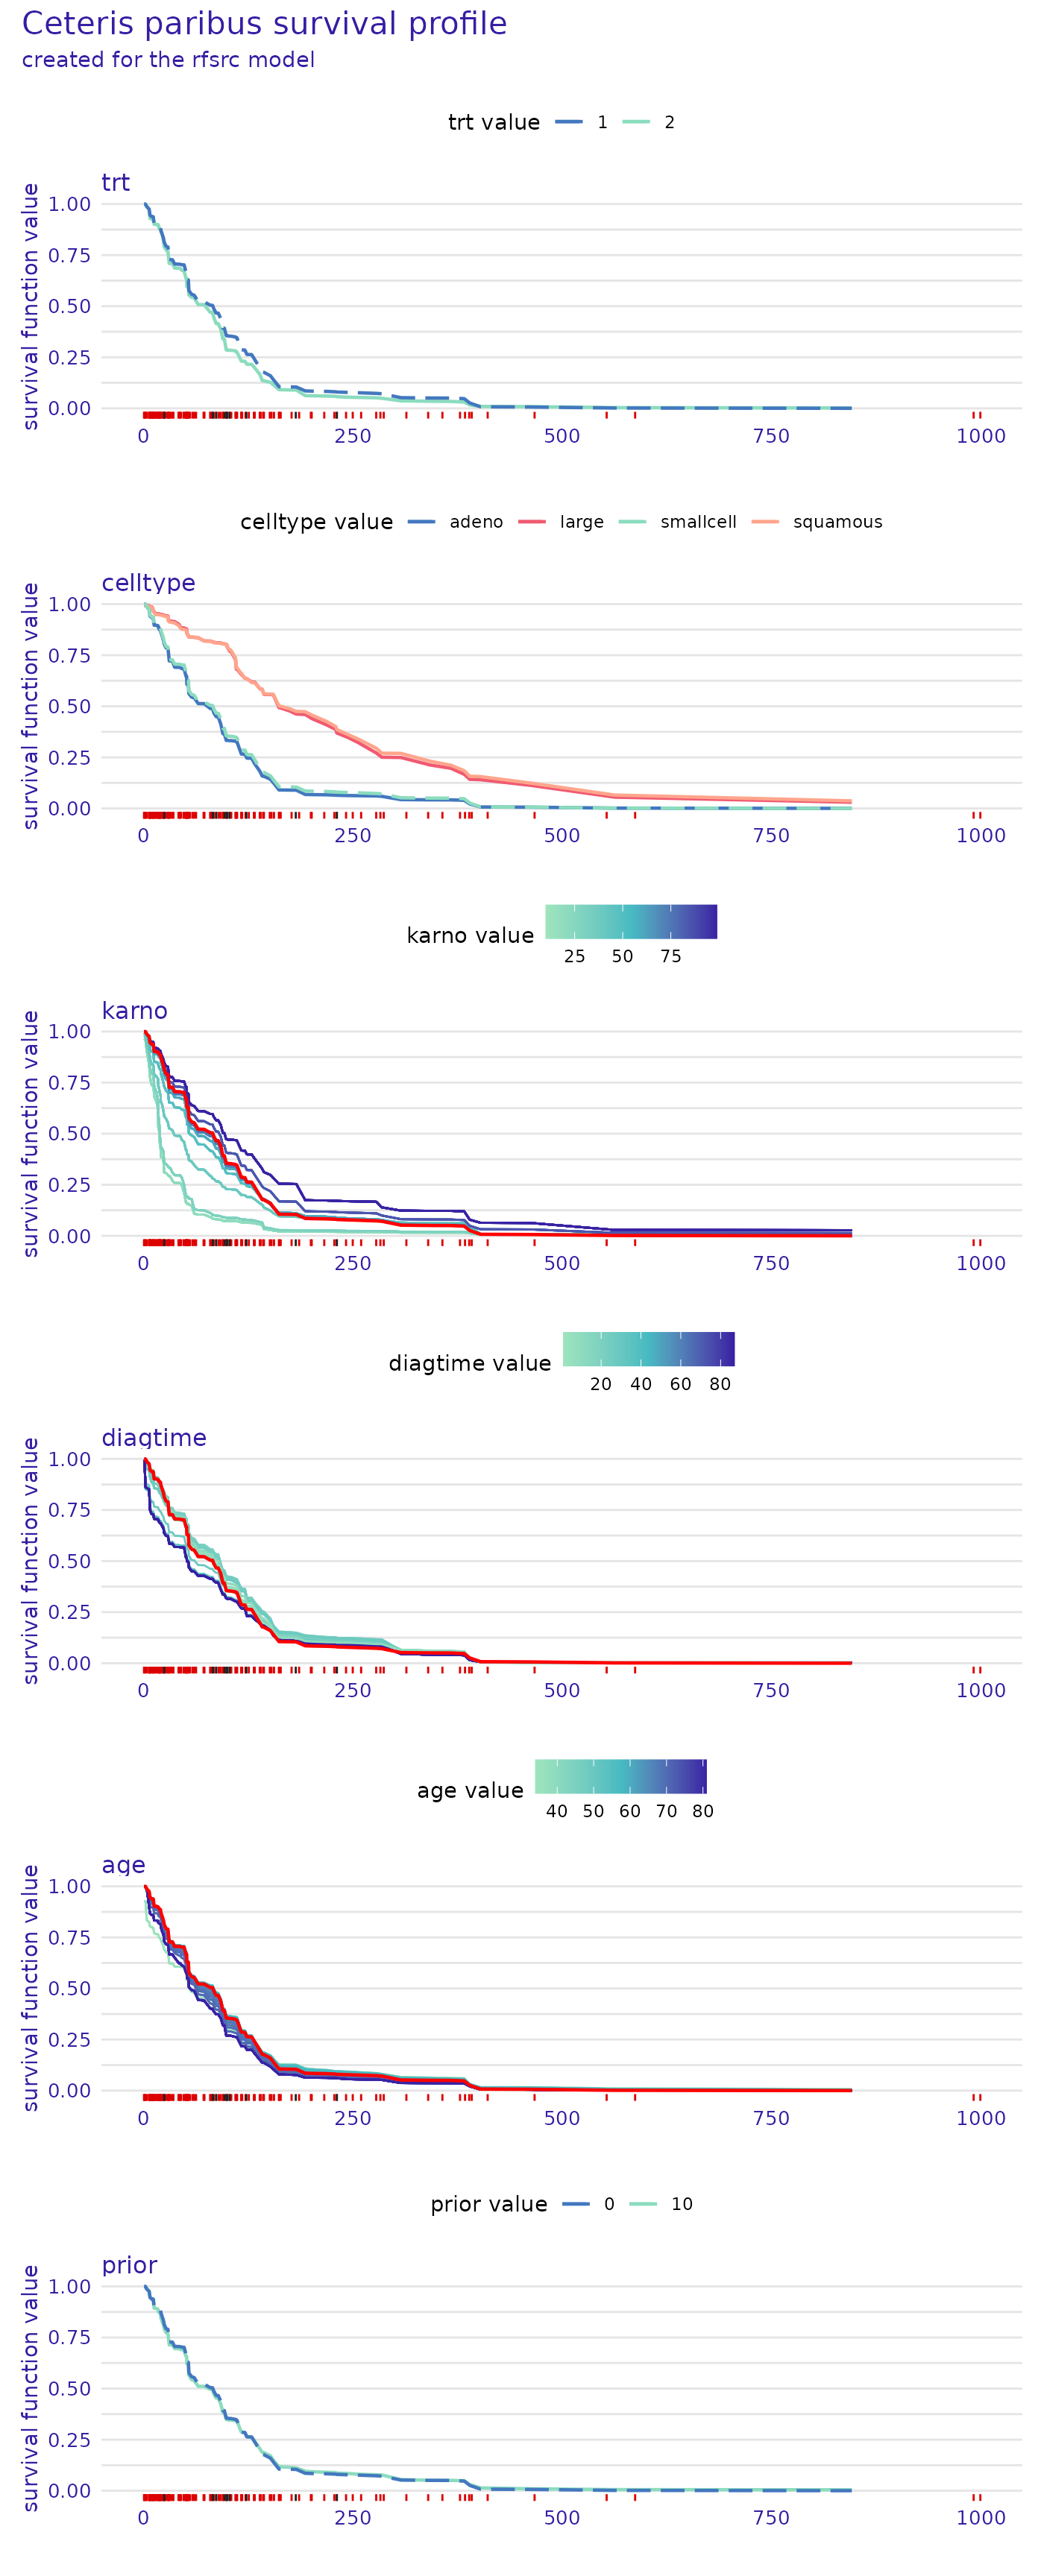 Ceteris paribus survival profile
created for the rfsrc model
trt value 1 2
trt
survival function value
1.00
0.75
0.50
0.25
0.00
0 250 500 750 1000
celltype value adeno large smallcell squamous
celltype
survival function value
1.00
0.75
0.50
0.25
0.00
0 250 500 750 1000
karno value
25 50 75
karno
survival function value
1.00
0.75
0.50
0.25
0.00
0 250 500 750 1000
diagtime value
20 40 60 80
diagtime
survival function value
1.00
0.75
0.50
0.25
0.00
0 250 500 750 1000
age value
40 50 60 70 80
age
survival function value
1.00
0.75
0.50
0.25
0.00
0 250 500 750 1000
prior value 0 10
prior
survival function value
1.00
0.75
0.50
0.25
0.00
0 250 500 750 1000